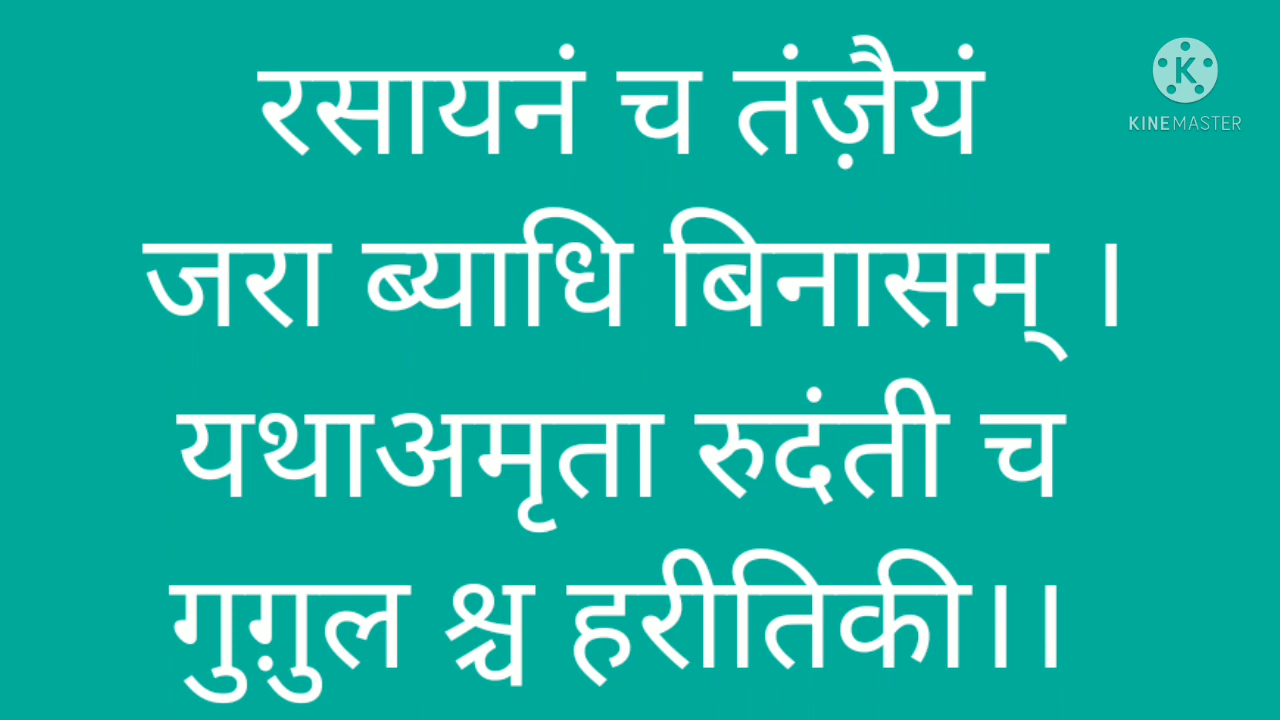 रसायनं च तंज़ैयं
KINEMASTER
जरा ब्याधि बिनासम् ।
यथाअमृता रुदंती च
गुग़ुल श्च हरीतिकी।।